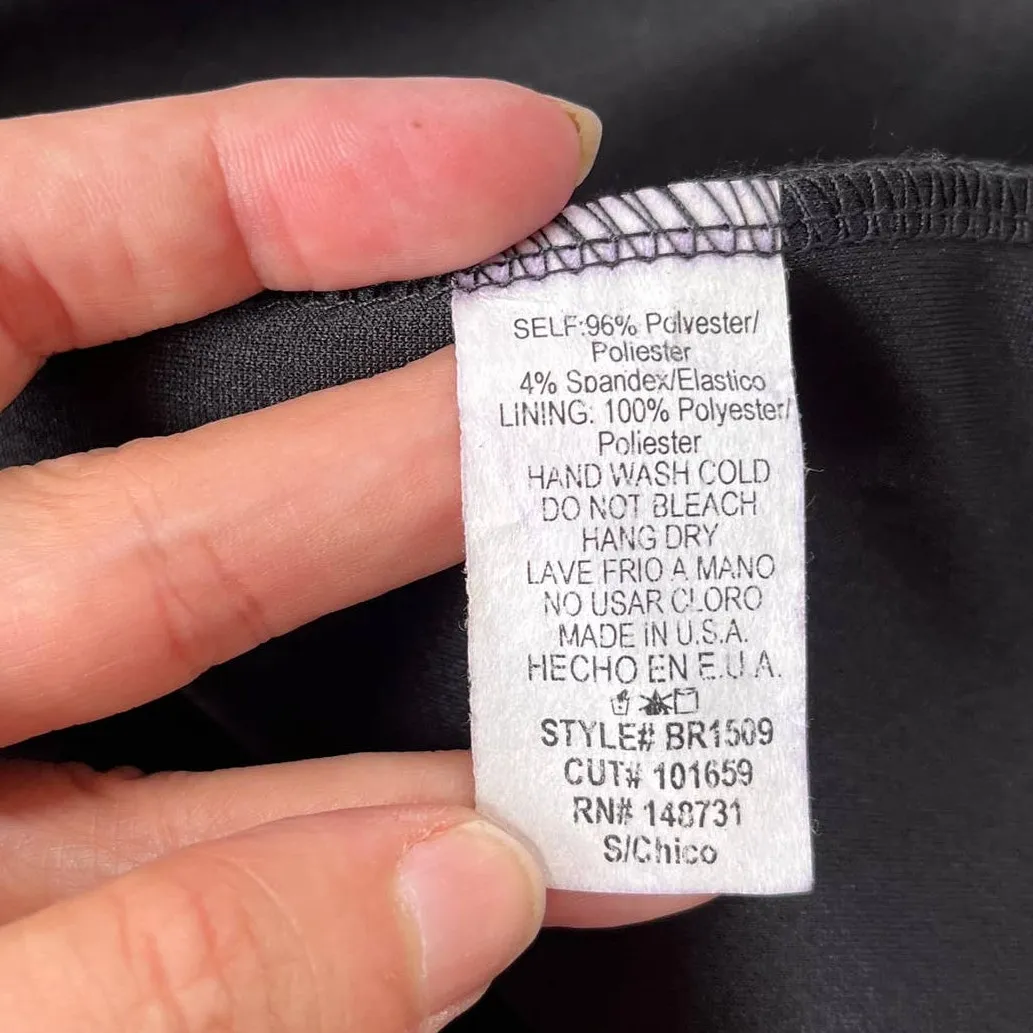 SELF:96% Polyester/
Poliester
4% Spandex/Elastico
LINING: 100% Polyester/
Poliester
HAND WASH COLD
DO NOT BLEACH
HANG DRY
LAVE FRIO A MANO
NO USAR CLORO
MADE IN U.S.A.
HECHO EN E.U.A.
STYLE# BR1509
CUT# 101659
RN# 148731
S/Chico